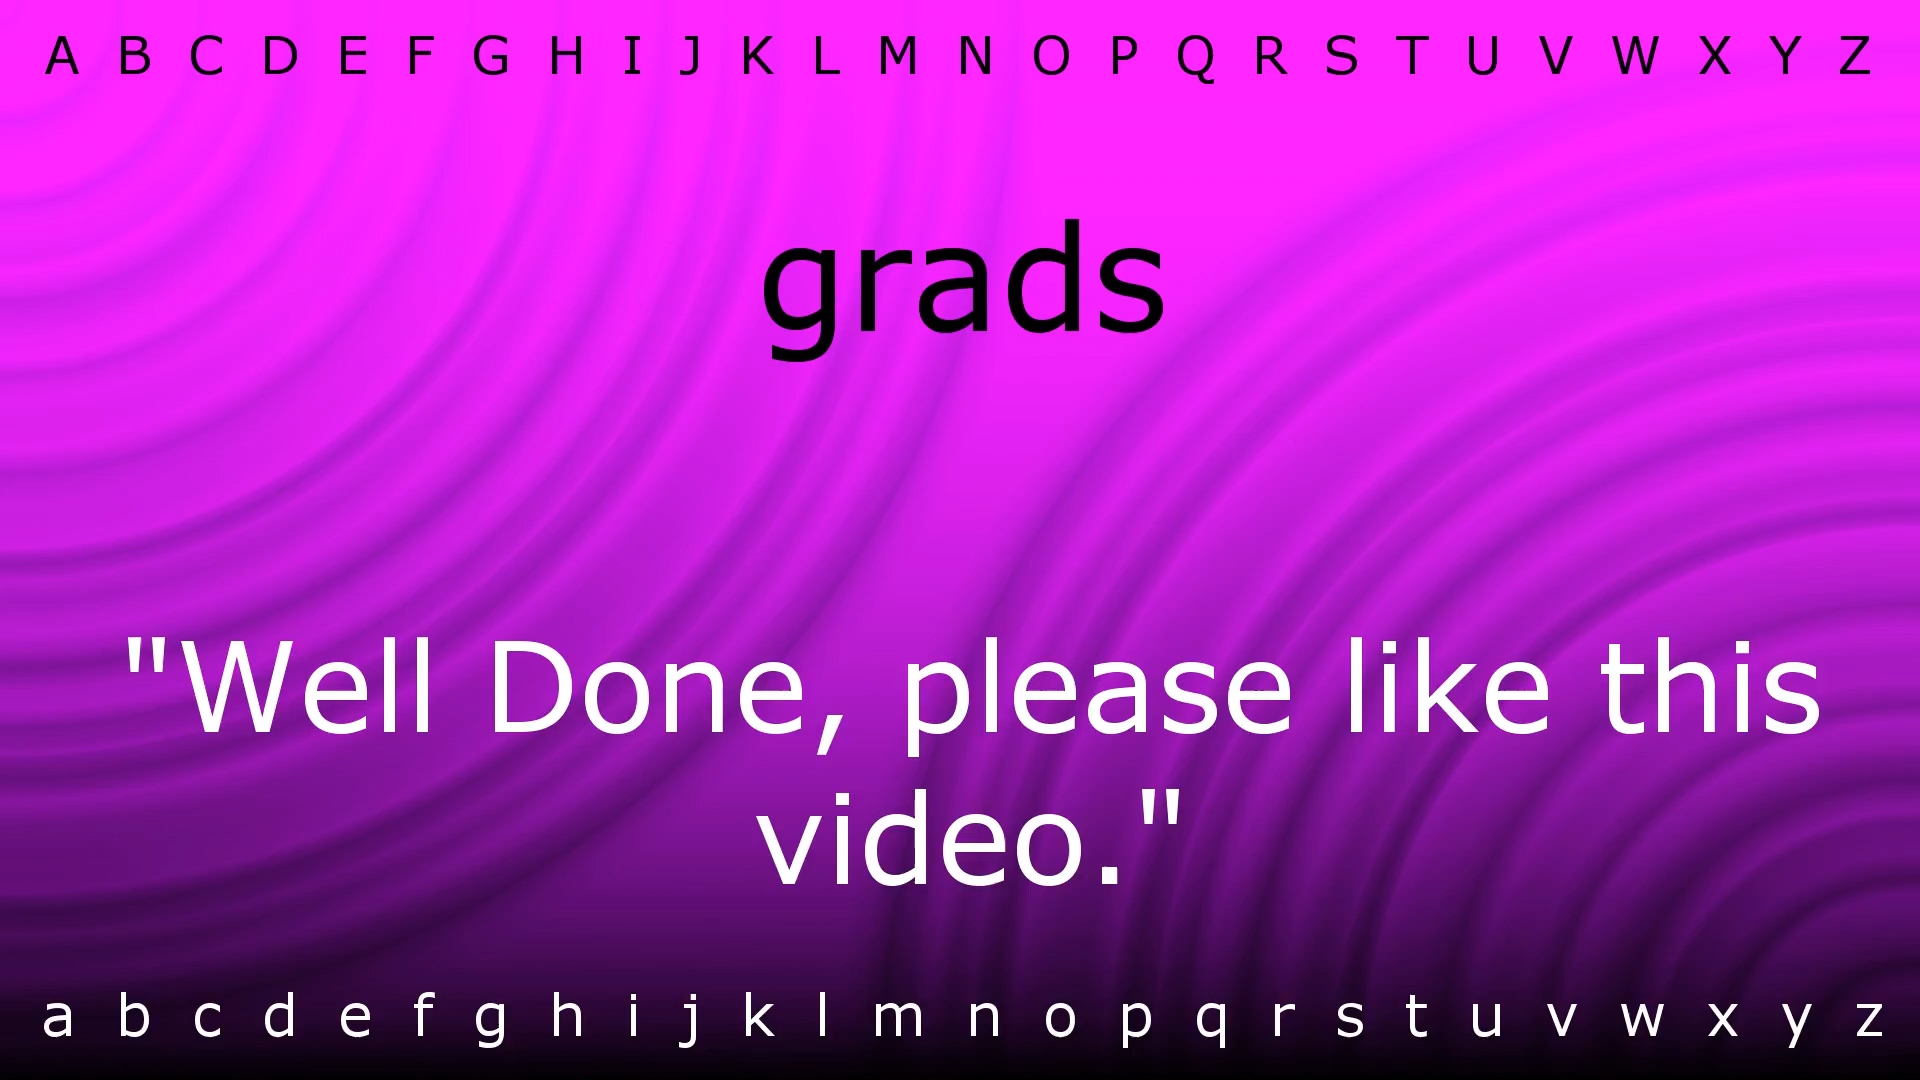 A B C D E F G H I J K L M N O P Q R S T U V W X Y Z
grads
"Well Done, please like this
video."
a b c d e f g h i j k l m n o p q r s t u v w x y z